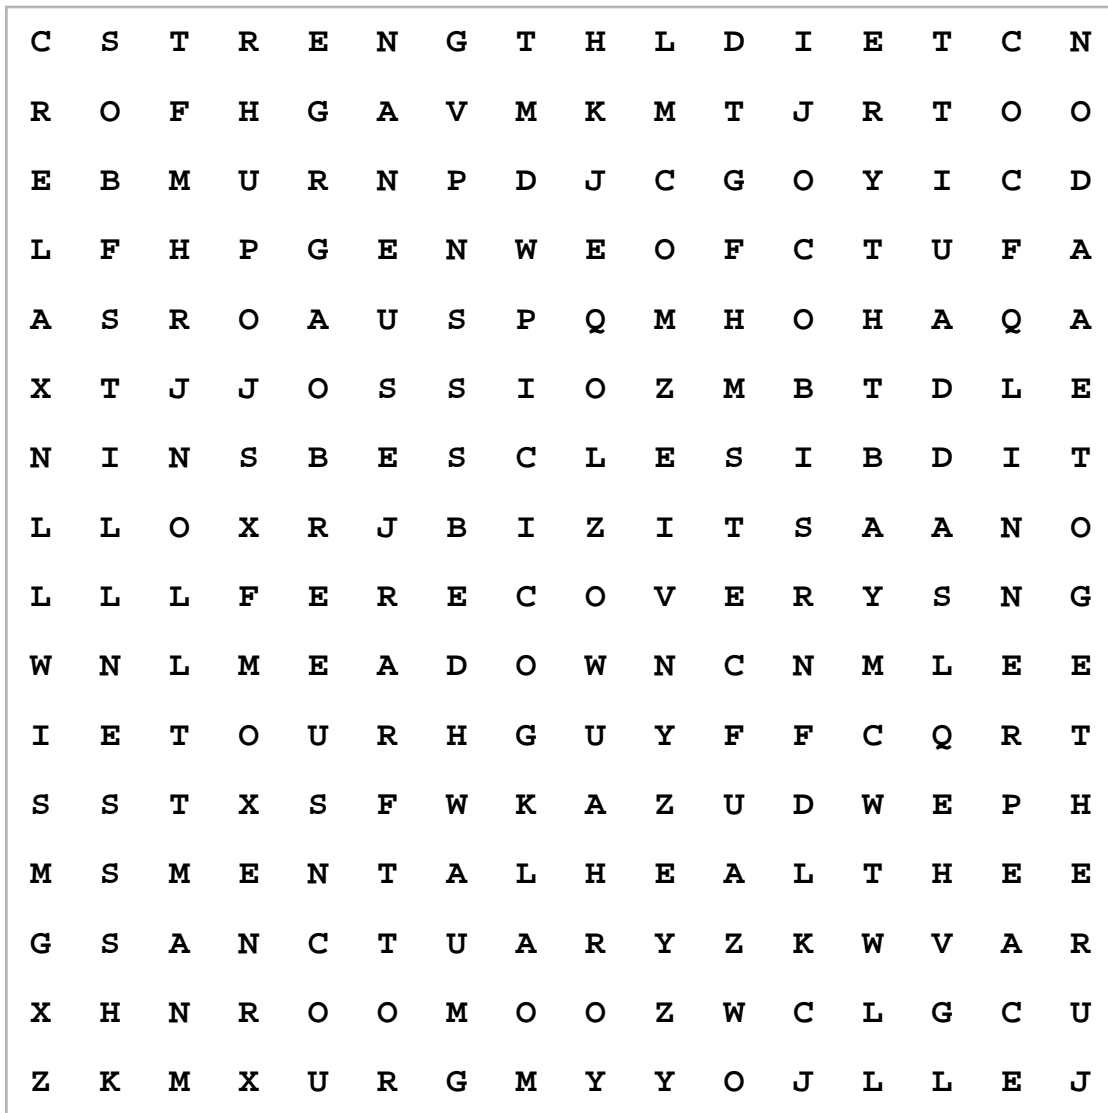 C S T R E N G T H L D I E T C N
R O F H G A V M K M T J R T O O
E B M U R N P D J C G O Y I C D
L F H P G E N W E O F C T U F A
A S R O A U S P Q M H O H A Q A
X T J J O S S I O Z M B T D L E
N I N S B E S C L E S I B D I T
L L O X R J B I Z I T S A A N O
L L L F E R E C O V E R Y S N G
W N L M E A D O W N C N M L E E
I E T O U R H G U Y F F C Q R T
S S T X S F W K A Z U D W E P H
M S M E N T A L H E A L T H E E
G S A N C T U A R Y Z K W V A R
X H N R O O M O O Z W C L G C U
Z K M X U R G M Y Y O J L L E J